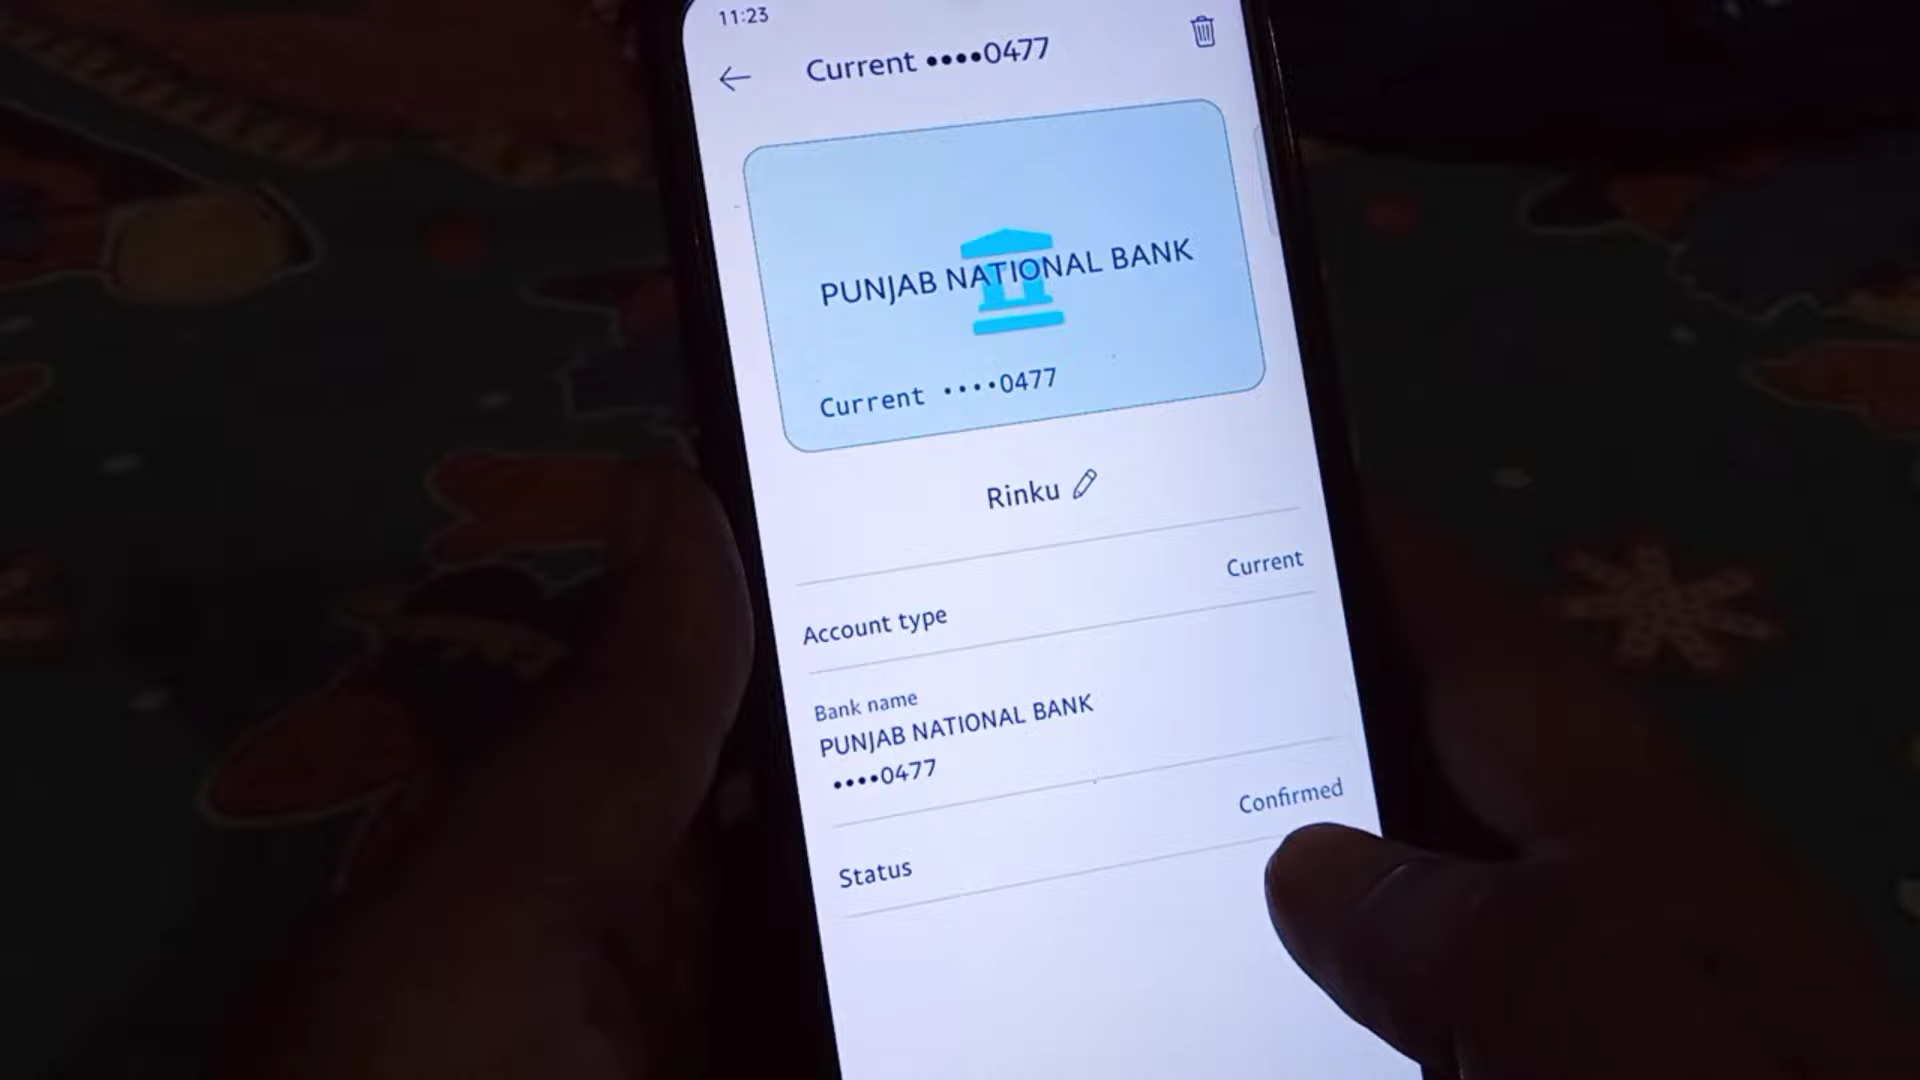 11:23
Current ••••0477
PUNJAB NATIONAL BANK
Current ••••0477
Rinku
Current
Account type
Bank name
PUNJAB NATIONAL BANK
••••0477
Confirmed
Status